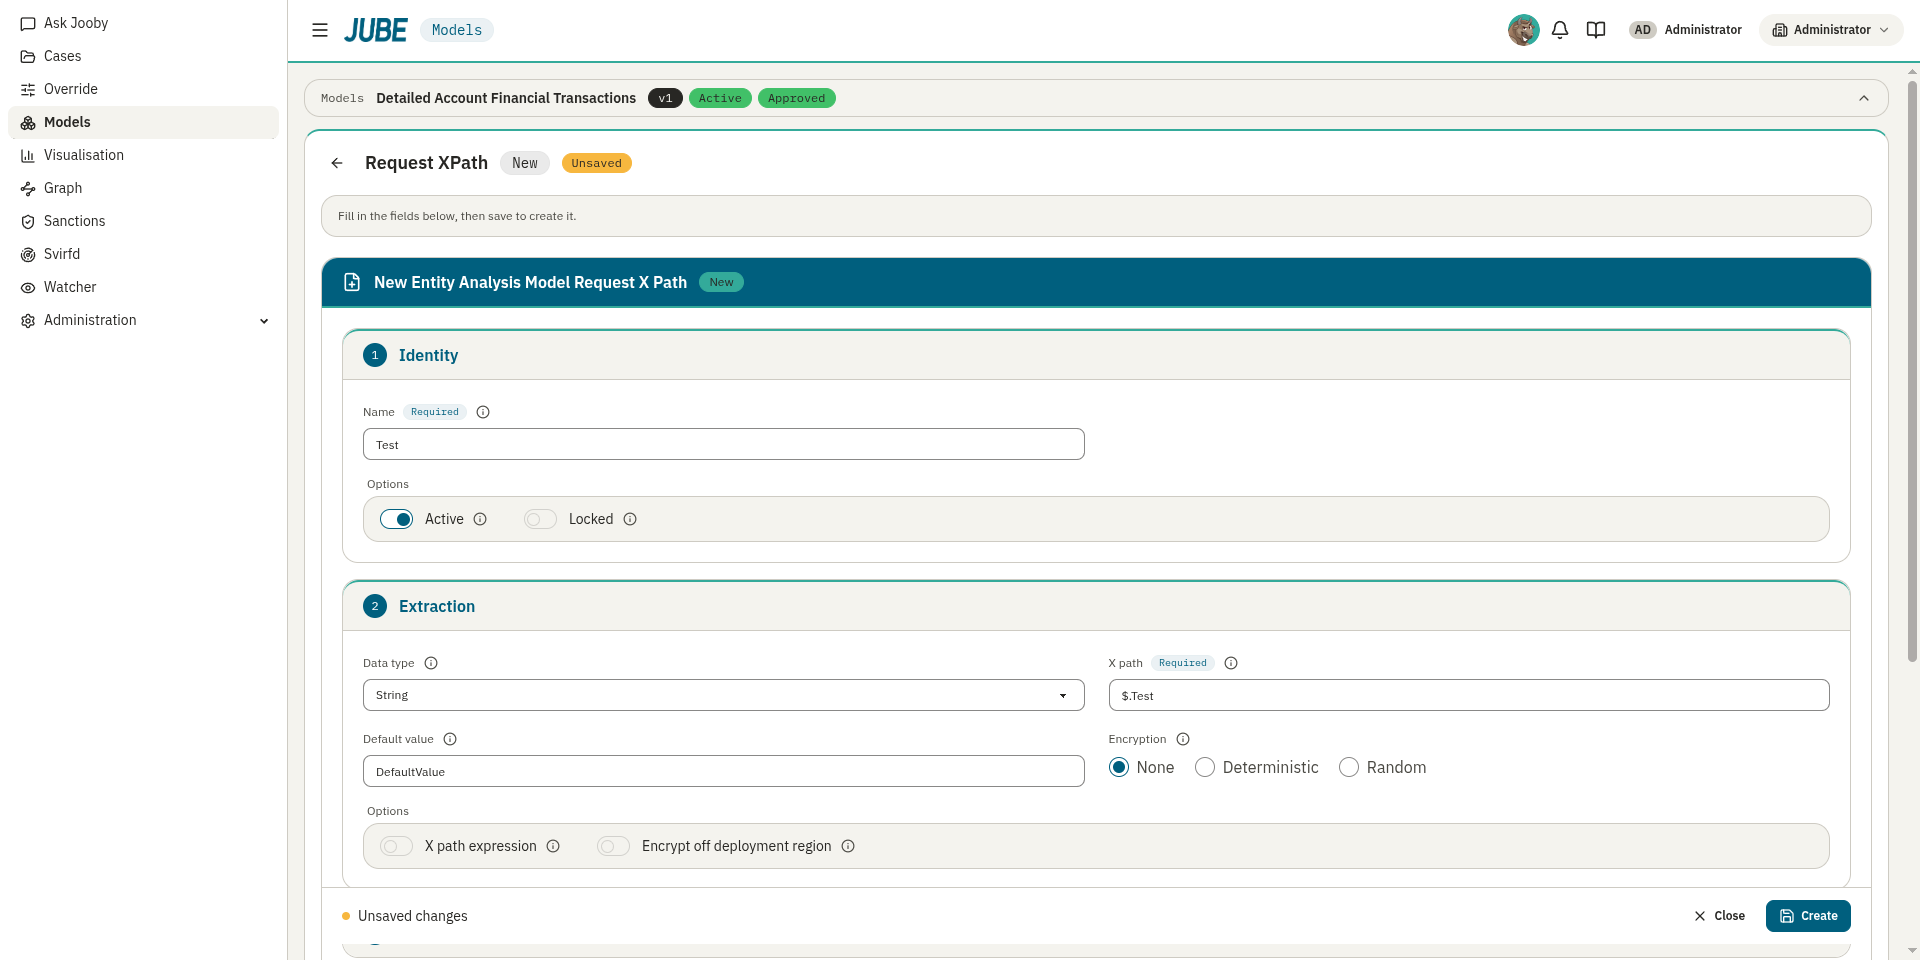 Ask Jooby
Cases
Override
Models
Visualisation
Graph
Sanctions
Svirfd
Watcher
Administration
JUBE Models
AD Administrator Administrator
Models Detailed Account Financial Transactions v1 Active Approved
Request XPath New Unsaved
Fill in the fields below, then save to create it.
New Entity Analysis Model Request X Path New
1 Identity
Name Required
Test
Options
Active Locked
2 Extraction
Data type X path Required
String $.Test
Default value Encryption
DefaultValue None Deterministic Random
Options
X path expression Encrypt off deployment region
Unsaved changes Close Create